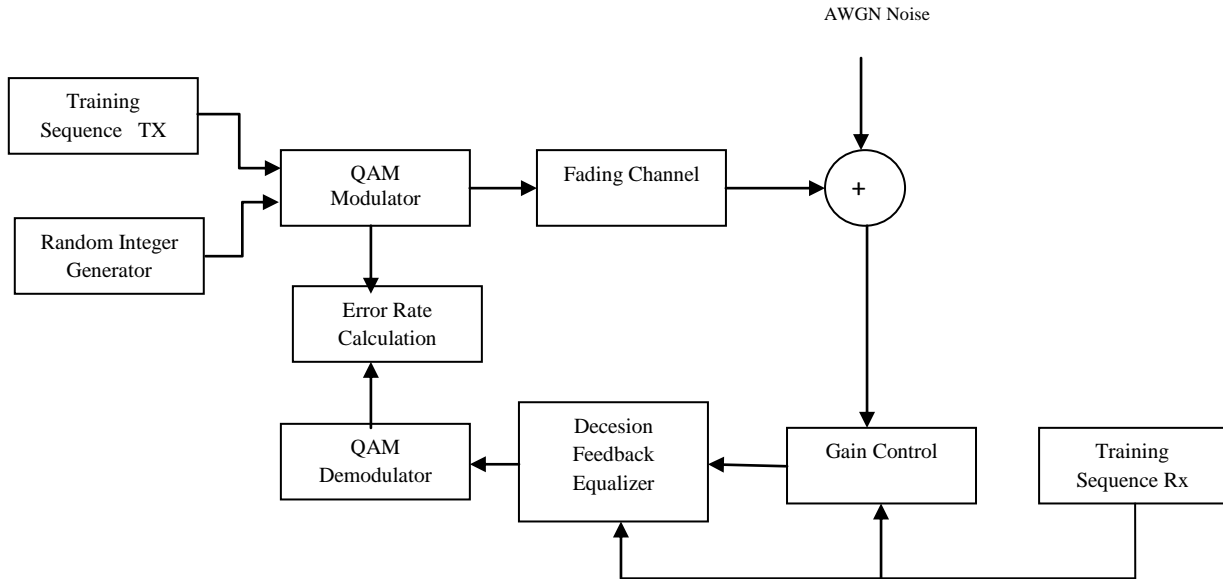 AWGN Noise
Training
Sequence TX
QAM
Modulator
Fading Channel
+
Random Integer
Generator
Error Rate
Calculation
QAM
Demodulator
Decesion
Feedback
Equalizer
Gain Control
Training
Sequence Rx